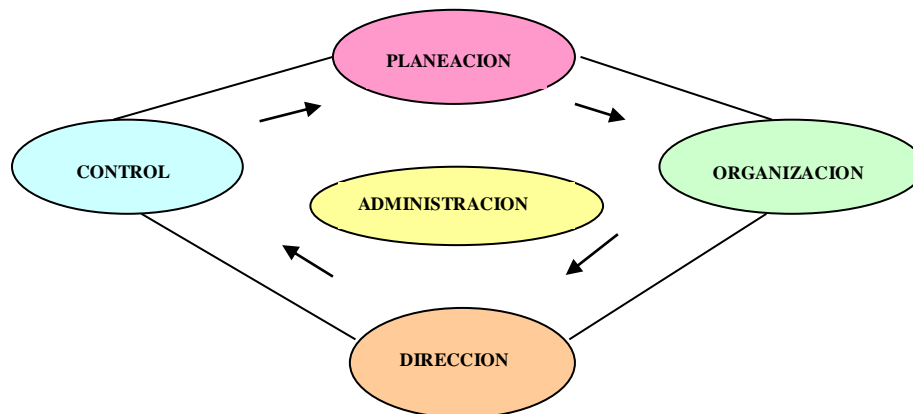 PLANEACION
CONTROL
ORGANIZACION
ADMINISTRACION
DIRECCION